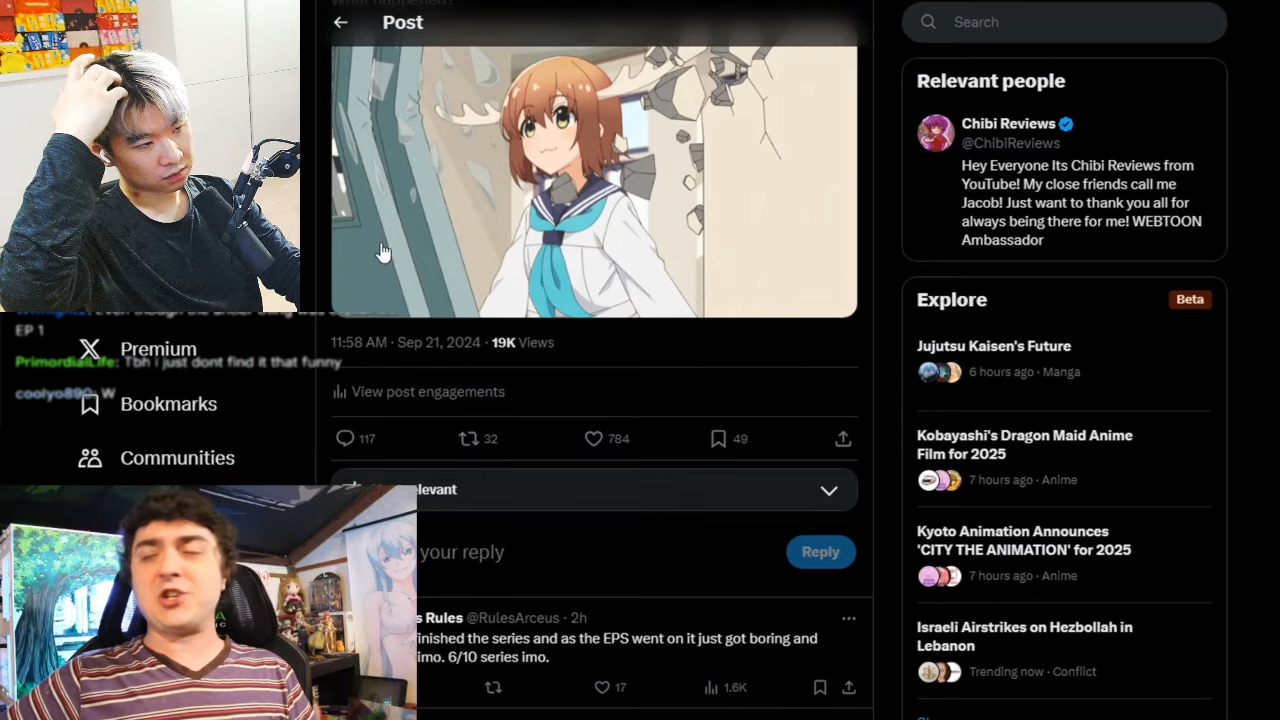 Post
Search
Relevant people
Chibi Reviews
@ChibiReviews
Hey Everyone Its Chibi Reviews from
YouTube! My close friends call me
Jacob! Just want to thank you all for
always being there for me! WEBTOON
Ambassador
Explore
Beta
Jujutsu Kaisen's Future
6 hours ago · Manga
Kobayashi's Dragon Maid Anime
Film for 2025
7 hours ago · Anime
Kyoto Animation Announces
'CITY THE ANIMATION' for 2025
7 hours ago · Anime
Israeli Airstrikes on Hezbollah in
Lebanon
Trending now · Conflict
11:58 AM · Sep 21, 2024 · 19K Views
View post engagements
117 32 784 49
elevant
your reply
Reply
s Rules @RulesArceus · 2h
finished the series and as the EPS went on it just got boring and
imo. 6/10 series imo.
17 1.6K
EP 1
PrimordialLife: Tbh i just dont find it that funny
coolyo890: W
Premium
Bookmarks
Communities